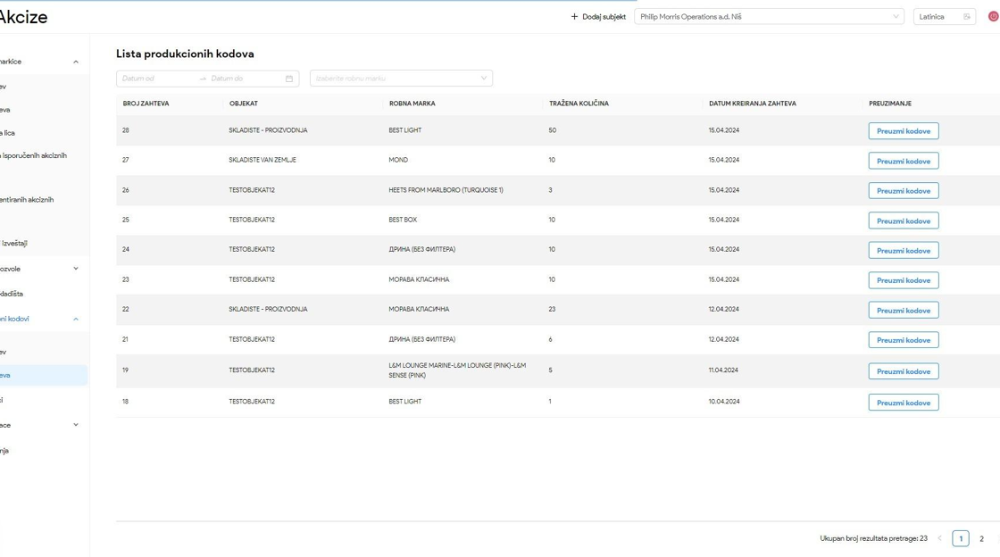 Akcize
Dodaj subjekt
Philip Morris Operations a.d. Niš
Latinica
Lista produkcionih kodova
Datum od → Datum do
Izaberite robnu marku
BROJ ZAHTEVA OBJEKAT ROBNA MARKA TRAŽENA KOLIČINA DATUM KREIRANJA ZAHTEVA PREUZIMANJE
28 SKLADISTE - PROIZVODNJA BEST LIGHT 50 15.04.2024 Preuzmi kodove
27 SKLADISTE VAN ZEMLJE MOND 10 15.04.2024 Preuzmi kodove
26 TESTOBJEKAT12 HEETS FROM MARLBORO (TURQUOISE 1) 3 15.04.2024 Preuzmi kodove
25 TESTOBJEKAT12 BEST BOX 10 15.04.2024 Preuzmi kodove
24 TESTOBJEKAT12 ДРИНА (БЕЗ ФИЛТЕРА) 10 15.04.2024 Preuzmi kodove
23 TESTOBJEKAT12 МОРАВА КЛАСИЧНА 10 15.04.2024 Preuzmi kodove
22 SKLADISTE - PROIZVODNJA МОРАВА КЛАСИЧНА 23 12.04.2024 Preuzmi kodove
21 TESTOBJEKAT12 ДРИНА (БЕЗ ФИЛТЕРА) 6 12.04.2024 Preuzmi kodove
19 TESTOBJEKAT12 L&M LOUNGE MARINE-L&M LOUNGE (PINK)-L&M 5 11.04.2024 Preuzmi kodove
SENSE (PINK)
18 TESTOBJEKAT12 BEST LIGHT 1 10.04.2024 Preuzmi kodove
Ukupan broj rezultata pretrage: 23 < 1 2
narkice
ev
eva
a lica
isporučenih akciznih
entiranih akciznih
izveštaji
ozvole
kladišta
ni kodovi
ev
eva
i
ace
nja